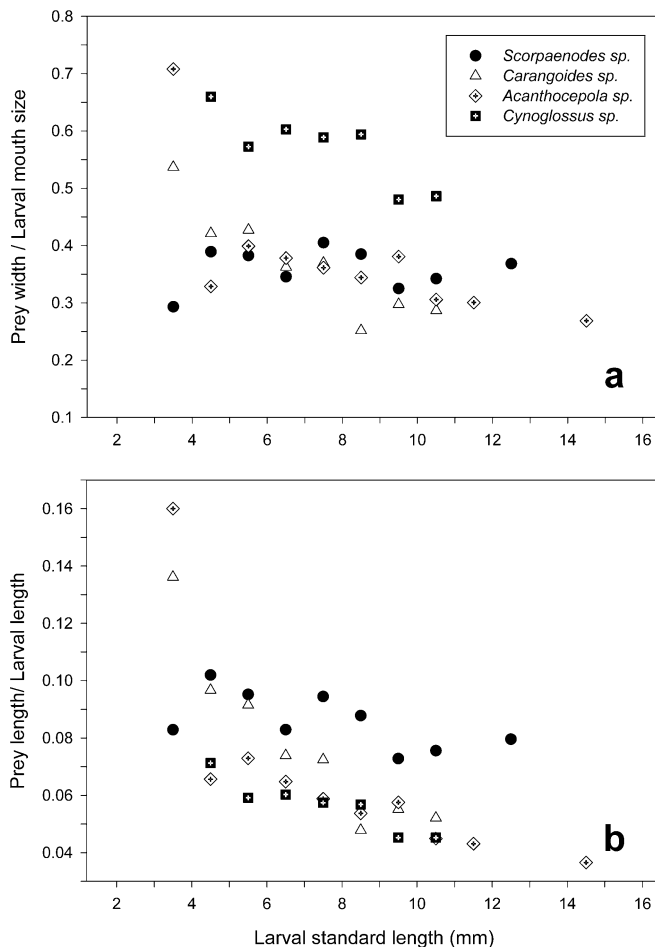 0.8
0.7
0.6
0.5
0.4
0.3
0.2
0.1
Prey width / Larval mouth size
Scorpaenodes sp.
Carangoides sp.
Acanthocepola sp.
Cynoglossus sp.
a
2 4 6 8 10 12 14 16
0.16
0.14
0.12
0.10
0.08
0.06
0.04
Prey length/ Larval length
b
2 4 6 8 10 12 14 16
Larval standard length (mm)